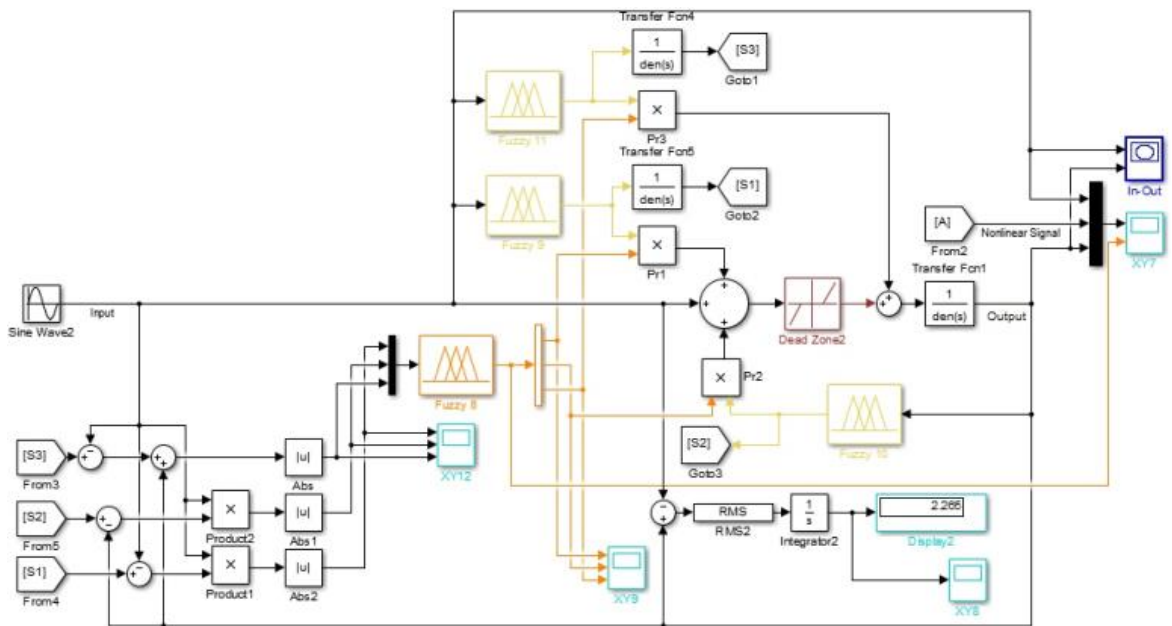 Transfer Fcn4
1
den(s)
[S3]
Goto1
Fuzzy 11
×
Pr3
Transfer Fcn5
1
den(s)
[S1]
Goto2
Fuzzy 9
×
Pr1
In-Out
[A]
From2
Nonlinear Signal
XY7
Transfer Fcn1
1
den(s)
Output
Sine Wave2
Input
Dead Zone2
Fuzzy 8
×
Pr2
[S2]
Goto3
Fuzzy 10
XY12
[S3]
From3
|u|
Abs
[S2]
From5
×
Product2
|u|
Abs1
[S1]
From4
×
Product1
|u|
Abs2
RMS
RMS2
1
s
Integrator2
2.266
Display2
XY9
XY8